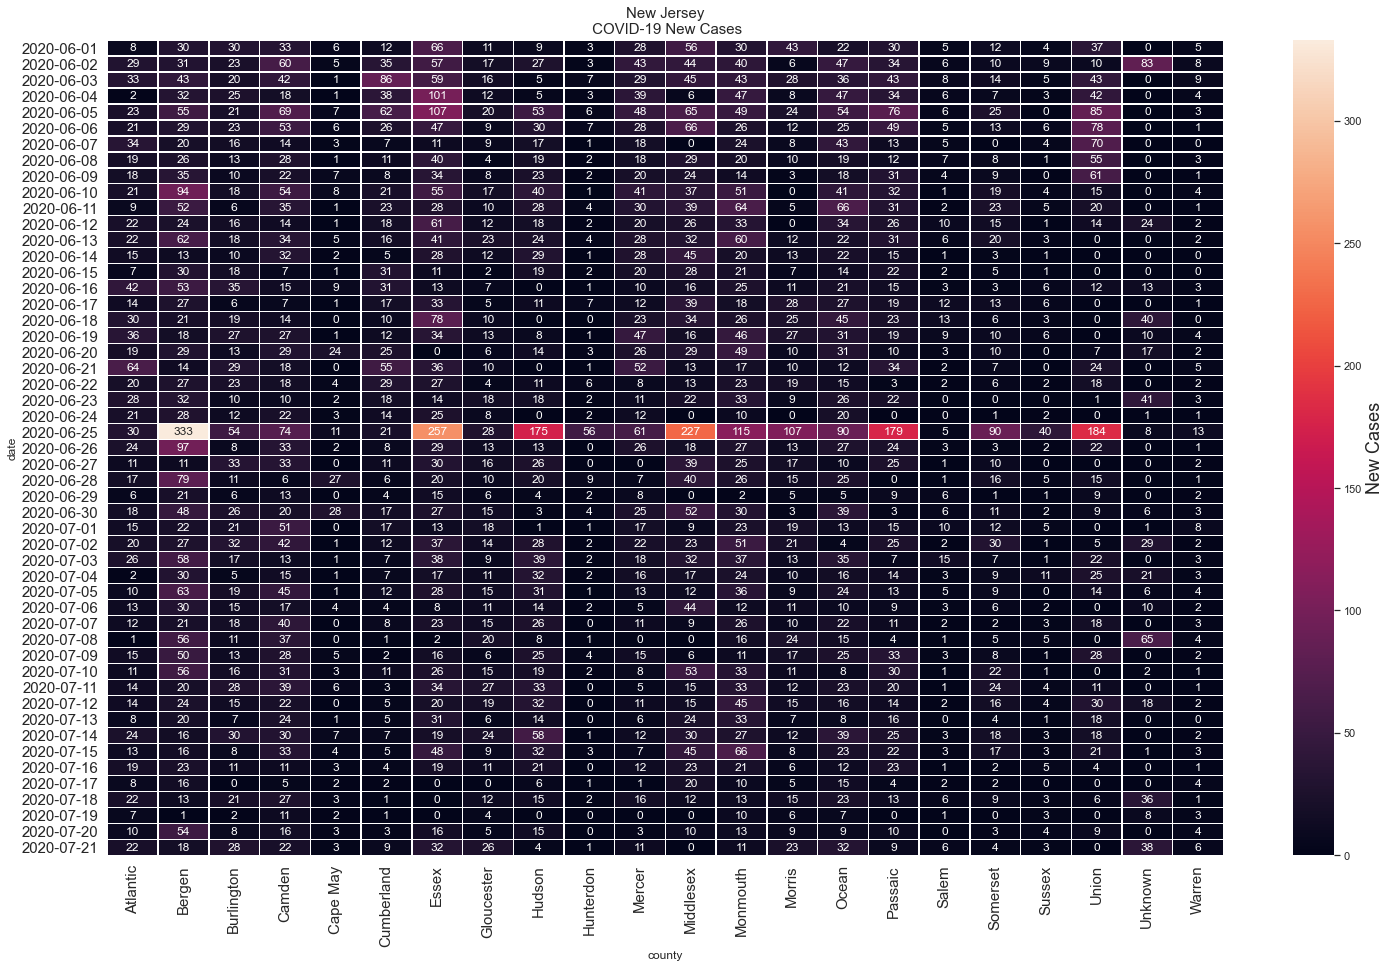 New Jersey
COVID-19 New Cases
2020-06-01 8 30 30 33 6 12 66 11 9 3 28 56 30 43 22 30 5 12 4 37 0 5
2020-06-02 29 31 23 60 5 35 57 17 27 3 43 44 40 6 47 34 6 10 9 10 83 8
2020-06-03 33 43 20 42 1 86 59 16 5 7 29 45 43 28 36 43 8 14 5 43 0 9
2020-06-04 2 32 25 18 1 38 101 12 5 3 39 6 47 8 47 34 6 7 3 42 0 4
2020-06-05 23 55 21 69 7 62 107 20 53 6 48 65 49 24 54 76 6 25 0 85 0 3
2020-06-06 21 29 23 53 6 26 47 9 30 7 28 66 26 12 25 49 5 13 6 78 0 1
2020-06-07 34 20 16 14 3 7 11 9 17 1 18 0 24 8 43 13 5 0 4 70 0 0
2020-06-08 19 26 13 28 1 11 40 4 19 2 18 29 20 10 19 12 7 8 1 55 0 3
2020-06-09 18 35 10 22 7 8 34 8 23 2 20 24 14 3 18 31 4 9 0 61 0 1
2020-06-10 21 94 18 54 8 21 55 17 40 1 41 37 51 0 41 32 1 19 4 15 0 4
2020-06-11 9 52 6 35 1 23 28 10 28 4 30 39 64 5 66 31 2 23 5 20 0 1
2020-06-12 22 24 16 14 1 18 61 12 18 2 20 26 33 0 34 26 10 15 1 14 24 2
2020-06-13 22 62 18 34 5 16 41 23 24 4 28 32 60 12 22 31 6 20 3 0 0 2
2020-06-14 15 13 10 32 2 5 28 12 29 1 28 45 20 13 22 15 1 3 1 0 0 0
2020-06-15 7 30 18 7 1 31 11 2 19 2 20 28 21 7 14 22 2 5 1 0 0 0
2020-06-16 42 53 35 15 9 31 13 7 0 1 10 16 25 11 21 15 3 3 6 12 13 3
2020-06-17 14 27 6 7 1 17 33 5 11 7 12 39 18 28 27 19 12 13 6 0 0 1
2020-06-18 30 21 19 14 0 10 78 10 0 0 23 34 26 25 45 23 13 6 3 0 40 0
2020-06-19 36 18 27 27 1 12 34 13 8 1 47 16 46 27 31 19 9 10 6 0 10 4
2020-06-20 19 29 13 29 24 25 0 6 14 3 26 29 49 10 31 10 3 10 0 7 17 2
2020-06-21 64 14 29 18 0 55 36 10 0 1 52 13 17 10 12 34 2 7 0 24 0 5
2020-06-22 20 27 23 18 4 29 27 4 11 6 8 13 23 19 15 3 2 6 2 18 0 2
2020-06-23 28 32 10 10 2 18 14 18 18 2 11 22 33 9 26 22 0 0 0 1 41 3
2020-06-24 21 28 12 22 3 14 25 8 0 2 12 0 10 0 20 0 0 1 2 0 1 1
2020-06-25 30 333 54 74 11 21 257 28 175 56 61 227 115 107 90 179 5 90 40 184 8 13
2020-06-26 24 97 8 33 2 8 29 13 13 0 26 18 27 13 27 24 3 3 2 22 0 1
2020-06-27 11 11 33 33 0 11 30 16 26 0 0 39 25 17 10 25 1 10 0 0 0 2
2020-06-28 17 79 11 6 27 6 20 10 20 9 7 40 26 15 25 0 1 16 5 15 0 1
2020-06-29 6 21 6 13 0 4 15 6 4 2 8 0 2 5 5 9 6 1 1 9 0 2
2020-06-30 18 48 26 20 28 17 27 15 3 4 25 52 30 3 39 3 8 11 2 9 6 3
2020-07-01 15 22 21 51 0 17 13 18 1 1 17 9 23 19 13 15 10 12 5 0 1 8
2020-07-02 20 27 32 42 1 12 37 14 28 2 22 23 51 21 4 25 2 30 1 5 29 2
2020-07-03 26 58 17 13 1 7 38 9 39 2 18 32 37 13 35 7 15 7 1 22 0 3
2020-07-04 2 30 5 15 1 7 17 11 32 2 16 17 24 10 16 14 3 9 11 25 21 3
2020-07-05 10 63 19 45 1 12 28 15 31 1 13 12 36 9 24 13 5 9 0 14 6 4
2020-07-06 13 30 15 17 4 4 8 11 14 2 5 44 12 11 10 9 3 6 2 0 10 2
2020-07-07 12 21 18 40 0 8 23 15 26 0 11 9 26 10 22 11 2 2 3 18 0 3
2020-07-08 1 56 11 37 0 1 2 20 8 1 0 0 16 24 15 4 1 5 5 0 65 4
2020-07-09 15 50 13 28 5 2 16 6 25 4 15 6 11 17 25 33 3 8 1 28 0 2
2020-07-10 11 56 16 31 3 11 26 15 19 2 8 53 33 11 8 30 1 22 1 0 2 1
2020-07-11 14 20 28 39 6 3 34 27 33 0 5 15 33 12 23 20 1 24 4 11 0 1
2020-07-12 14 24 15 22 0 5 20 19 32 0 11 15 45 15 16 14 2 16 4 30 18 2
2020-07-13 8 20 7 24 1 5 31 6 14 0 6 24 33 7 8 16 0 4 1 18 0 0
2020-07-14 24 16 30 30 7 7 19 24 58 1 12 30 27 12 39 25 3 18 3 18 0 2
2020-07-15 13 16 8 33 4 5 48 9 32 3 7 45 66 8 23 22 3 17 3 21 1 3
2020-07-16 19 23 11 11 3 4 19 11 21 0 12 23 21 6 12 23 1 2 5 4 0 1
2020-07-17 8 16 0 5 2 2 0 0 6 1 1 20 10 5 15 4 2 2 0 0 0 4
2020-07-18 22 13 21 27 3 1 0 12 15 2 16 12 13 15 23 13 6 9 3 6 36 1
2020-07-19 7 1 2 11 2 1 0 4 0 0 0 0 0 6 7 0 1 0 3 0 8 3
2020-07-20 10 54 8 16 3 3 16 5 15 0 3 10 13 9 9 10 0 3 4 9 0 4
2020-07-21 22 18 28 22 3 9 32 26 4 1 11 0 11 23 32 9 6 4 3 0 38 6
date
Atlantic Bergen Burlington Camden Cape May Cumberland Essex Gloucester Hudson Hunterdon Mercer Middlesex Monmouth Morris Ocean Passaic Salem Somerset Sussex Union Unknown Warren
county
300
250
200
150
100
50
0
New Cases